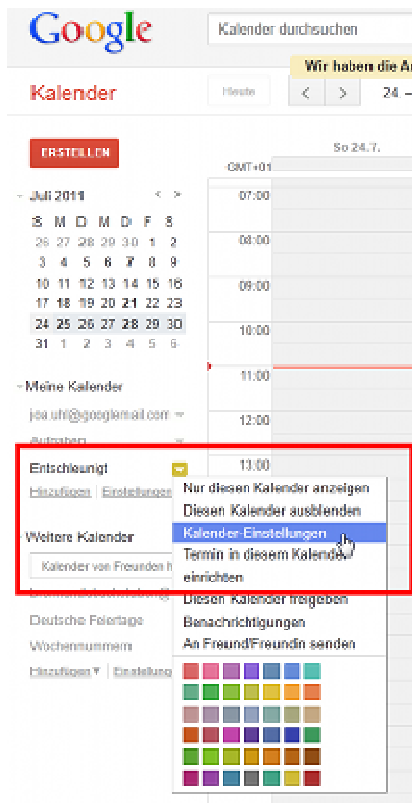 Google
Kalender durchsuchen
Wir haben die
Kalender
Heute < > 24 –
ERSTELLEN
So 24.7.
GMT+01
Juli 2011 < >
S M D M D F S
26 27 28 29 30 1 2
3 4 5 6 7 8 9
10 11 12 13 14 15 16
17 18 19 20 21 22 23
24 25 26 27 28 29 30
31 1 2 3 4 5 6
07:00
08:00
09:00
10:00
11:00
12:00
13:00
Meine Kalender
joa.uhl@googlemail.com
Aufgaben
Entschleunigt
Hinzufügen Einstellungen
Weitere Kalender
Kalender von Freunden h
Deutsche Feiertage
Wochennummern
Hinzufügen▼ Einstellung
Nur diesen Kalender anzeigen
Diesen Kalender ausblenden
Kalender-Einstellungen
Termin in diesem Kalender
einrichten
Diesen Kalender freigeben
Benachrichtigungen
An Freund/Freundin senden